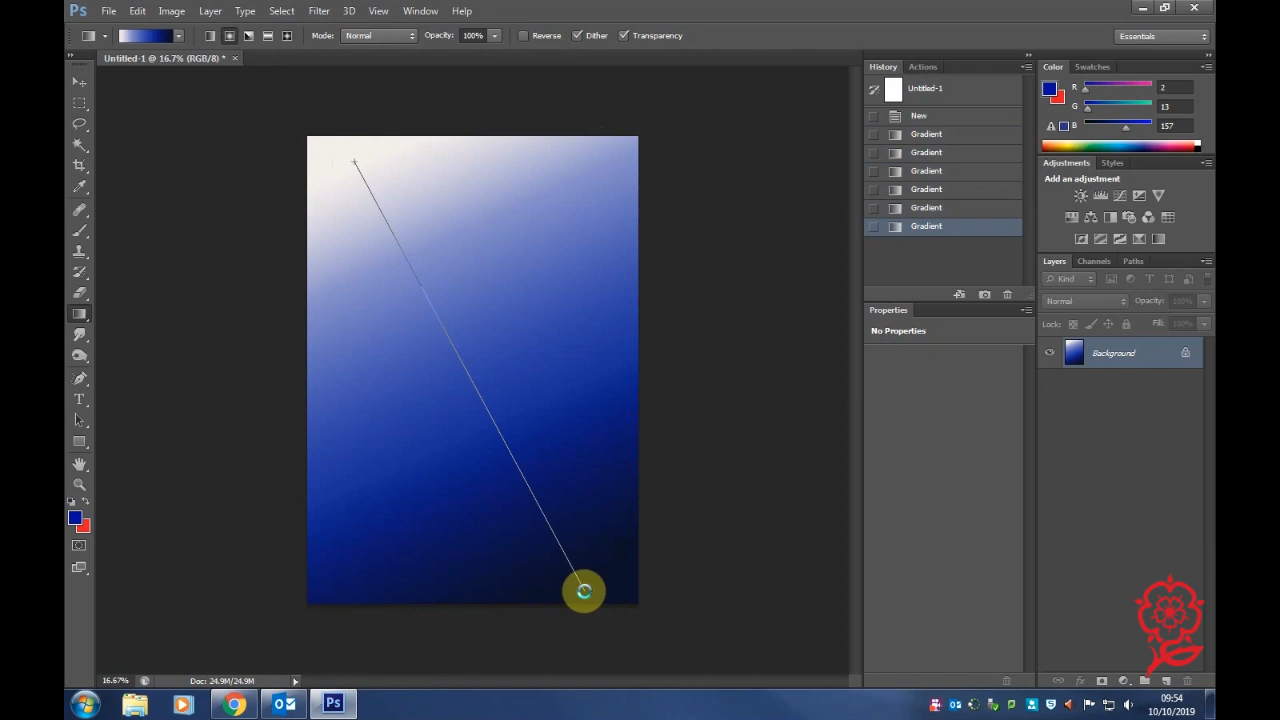 Ps File Edit Image Layer Type Select Filter 3D View Window Help
Mode: Normal Opacity: 100% Reverse Dither Transparency Essentials
Untitled-1 @ 16.7% (RGB/8) * ×
History Actions
Untitled-1
New
Gradient
Gradient
Gradient
Gradient
Gradient
Gradient
Properties
No Properties
Color Swatches
R 2
G 13
B 157
Adjustments Styles
Add an adjustment
Layers Channels Paths
Kind
Normal Opacity: 100%
Lock: Fill: 100%
Background
16.67% Doc: 24.9M/24.9M
Ps
09:54
10/10/2019